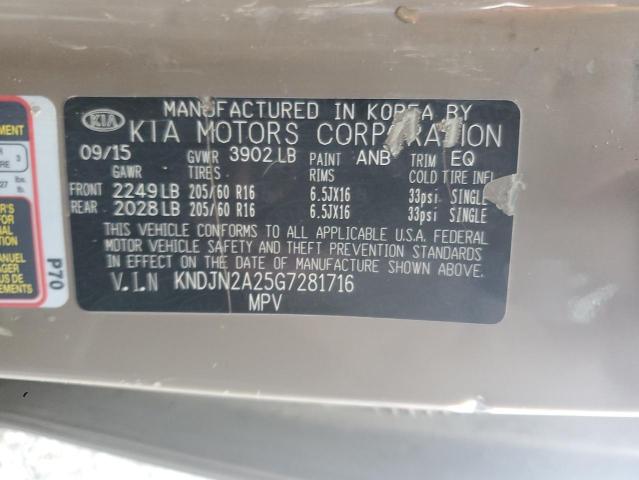 MANUFACTURED IN KOREA BY
KIA KIA MOTORS CORPORATION
09/15 GVWR 3902 LB PAINT ANB TRIM EQ
GAWR TIRES RIMS COLD TIRE INFL
FRONT 2249 LB 205/60 R16 6.5JX16 33psi SINGLE
REAR 2028 LB 205/60 R16 6.5JX16 33psi SINGLE
THIS VEHICLE CONFORMS TO ALL APPLICABLE U.S.A. FEDERAL
MOTOR VEHICLE SAFETY AND THEFT PREVENTION STANDARDS
IN EFFECT ON THE DATE OF MANUFACTURE SHOWN ABOVE.
V.I.N KNDJN2A25G7281716
MPV
P70